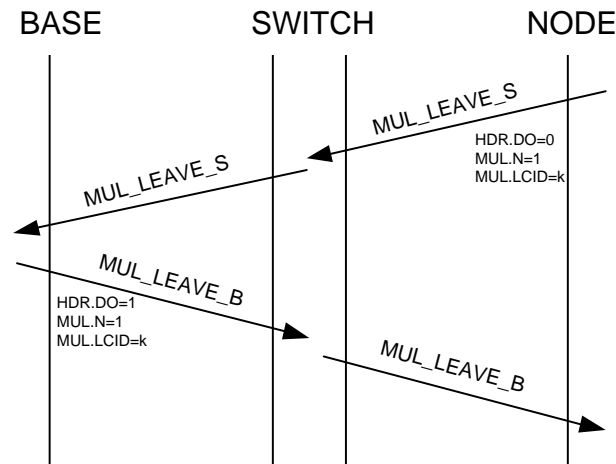 BASE SWITCH NODE
MUL_LEAVE_S
HDR.DO=0
MUL.N=1
MUL.LCID=k
MUL_LEAVE_S
MUL_LEAVE_B
HDR.DO=1
MUL.N=1
MUL.LCID=k
MUL_LEAVE_B